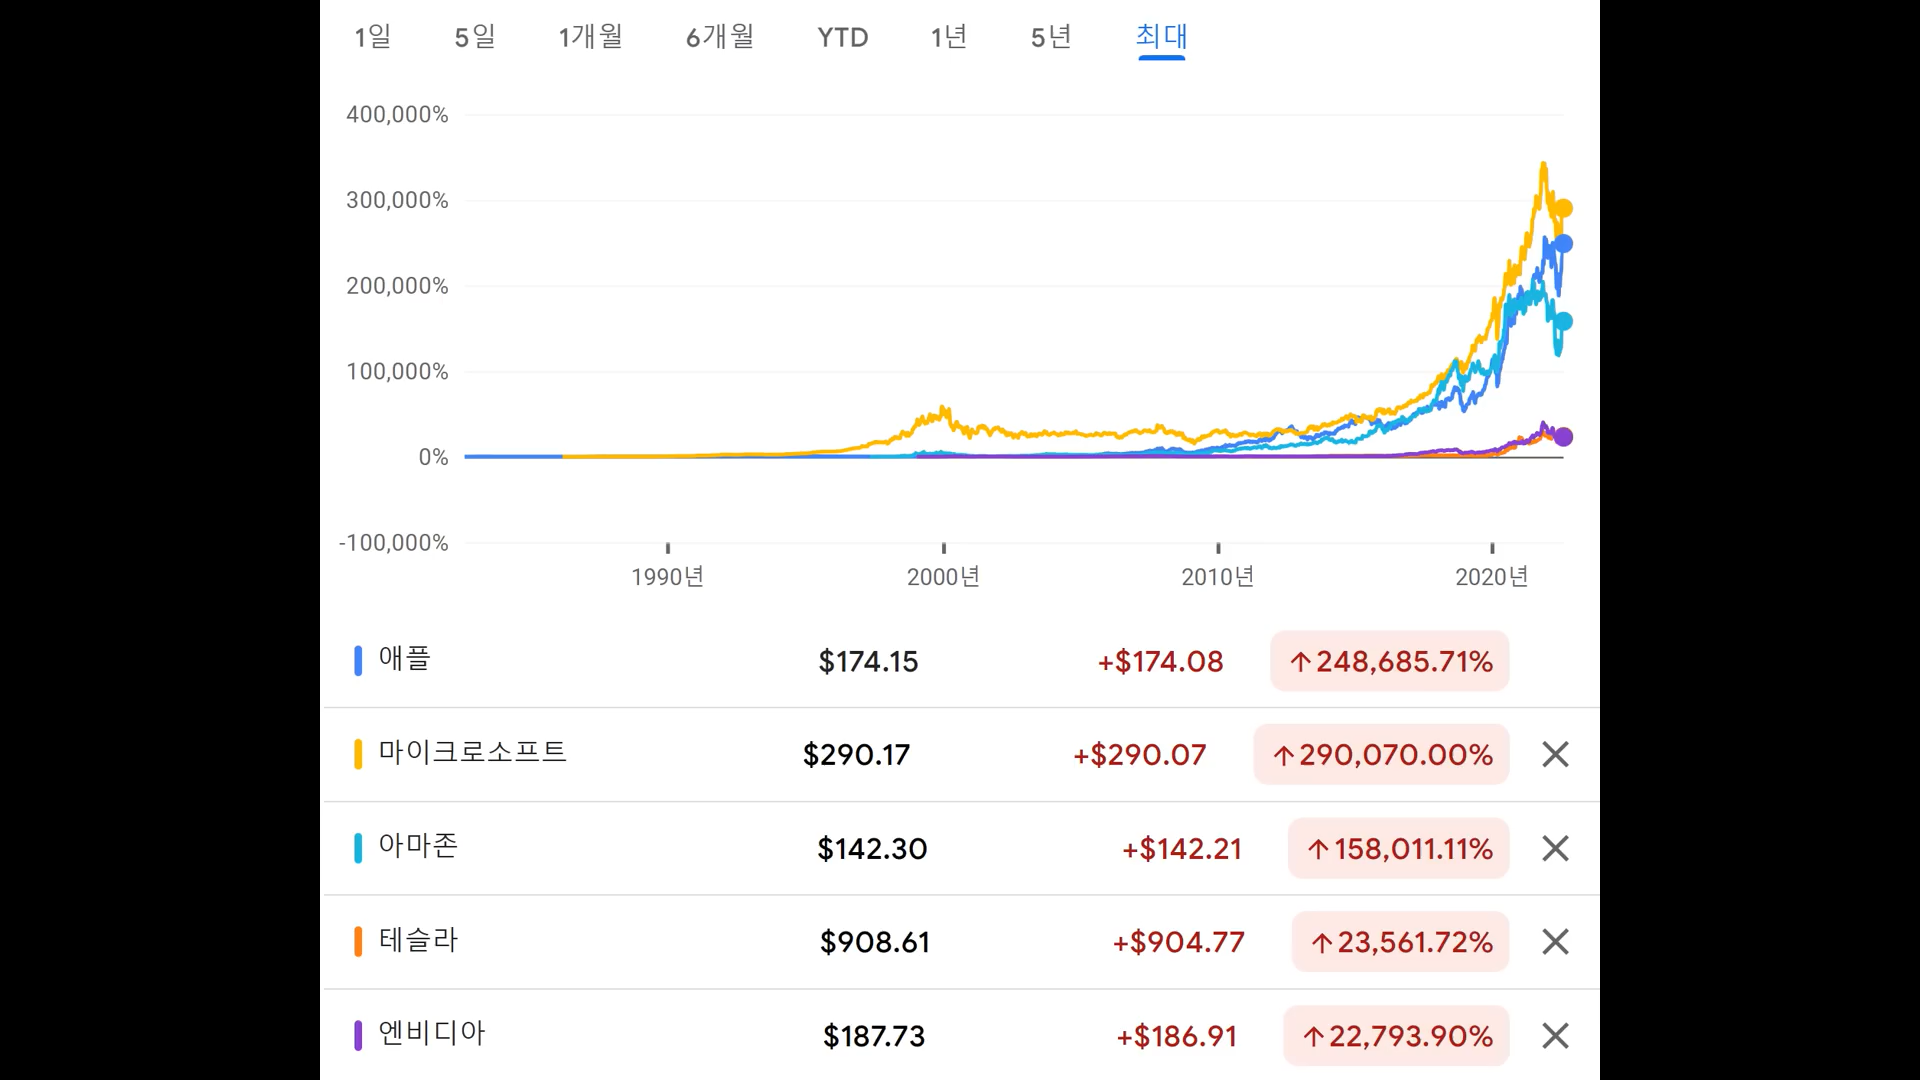 1일 5일 1개월 6개월 YTD 1년 5년 최대
400,000%
300,000%
200,000%
100,000%
0%
-100,000%
1990년 2000년 2010년 2020년
애플 $174.15 +$174.08 ↑248,685.71%
마이크로소프트 $290.17 +$290.07 ↑290,070.00%
아마존 $142.30 +$142.21 ↑158,011.11%
테슬라 $908.61 +$904.77 ↑23,561.72%
엔비디아 $187.73 +$186.91 ↑22,793.90%